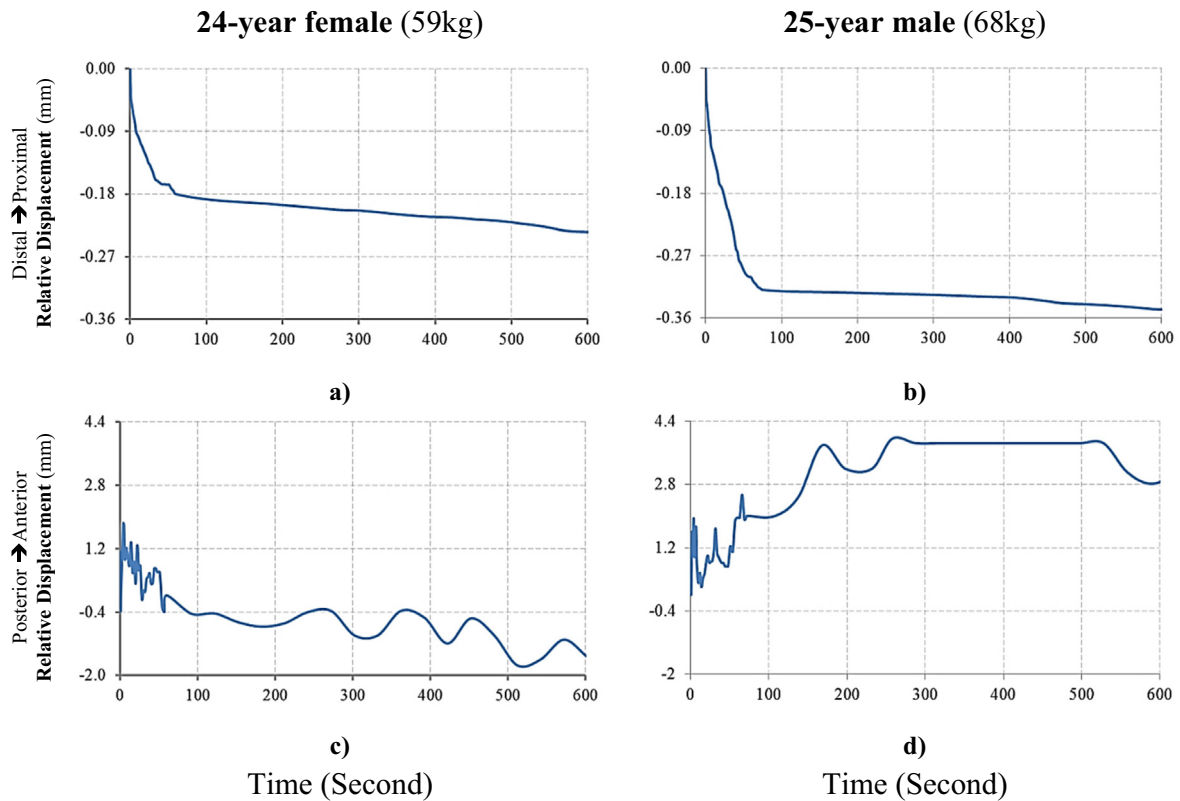 24-year female (59kg)
25-year male (68kg)
Distal ➔Proximal
Relative Displacement (mm)
0.00
-0.09
-0.18
-0.27
-0.36
0 100 200 300 400 500 600
a)
0.00
-0.09
-0.18
-0.27
-0.36
0 100 200 300 400 500 600
b)
Posterior ➔Anterior
Relative Displacement (mm)
4.4
2.8
1.2
-0.4
-2.0
0 100 200 300 400 500 600
c)
Time (Second)
4.4
2.8
1.2
-0.4
-2
0 100 200 300 400 500 600
d)
Time (Second)